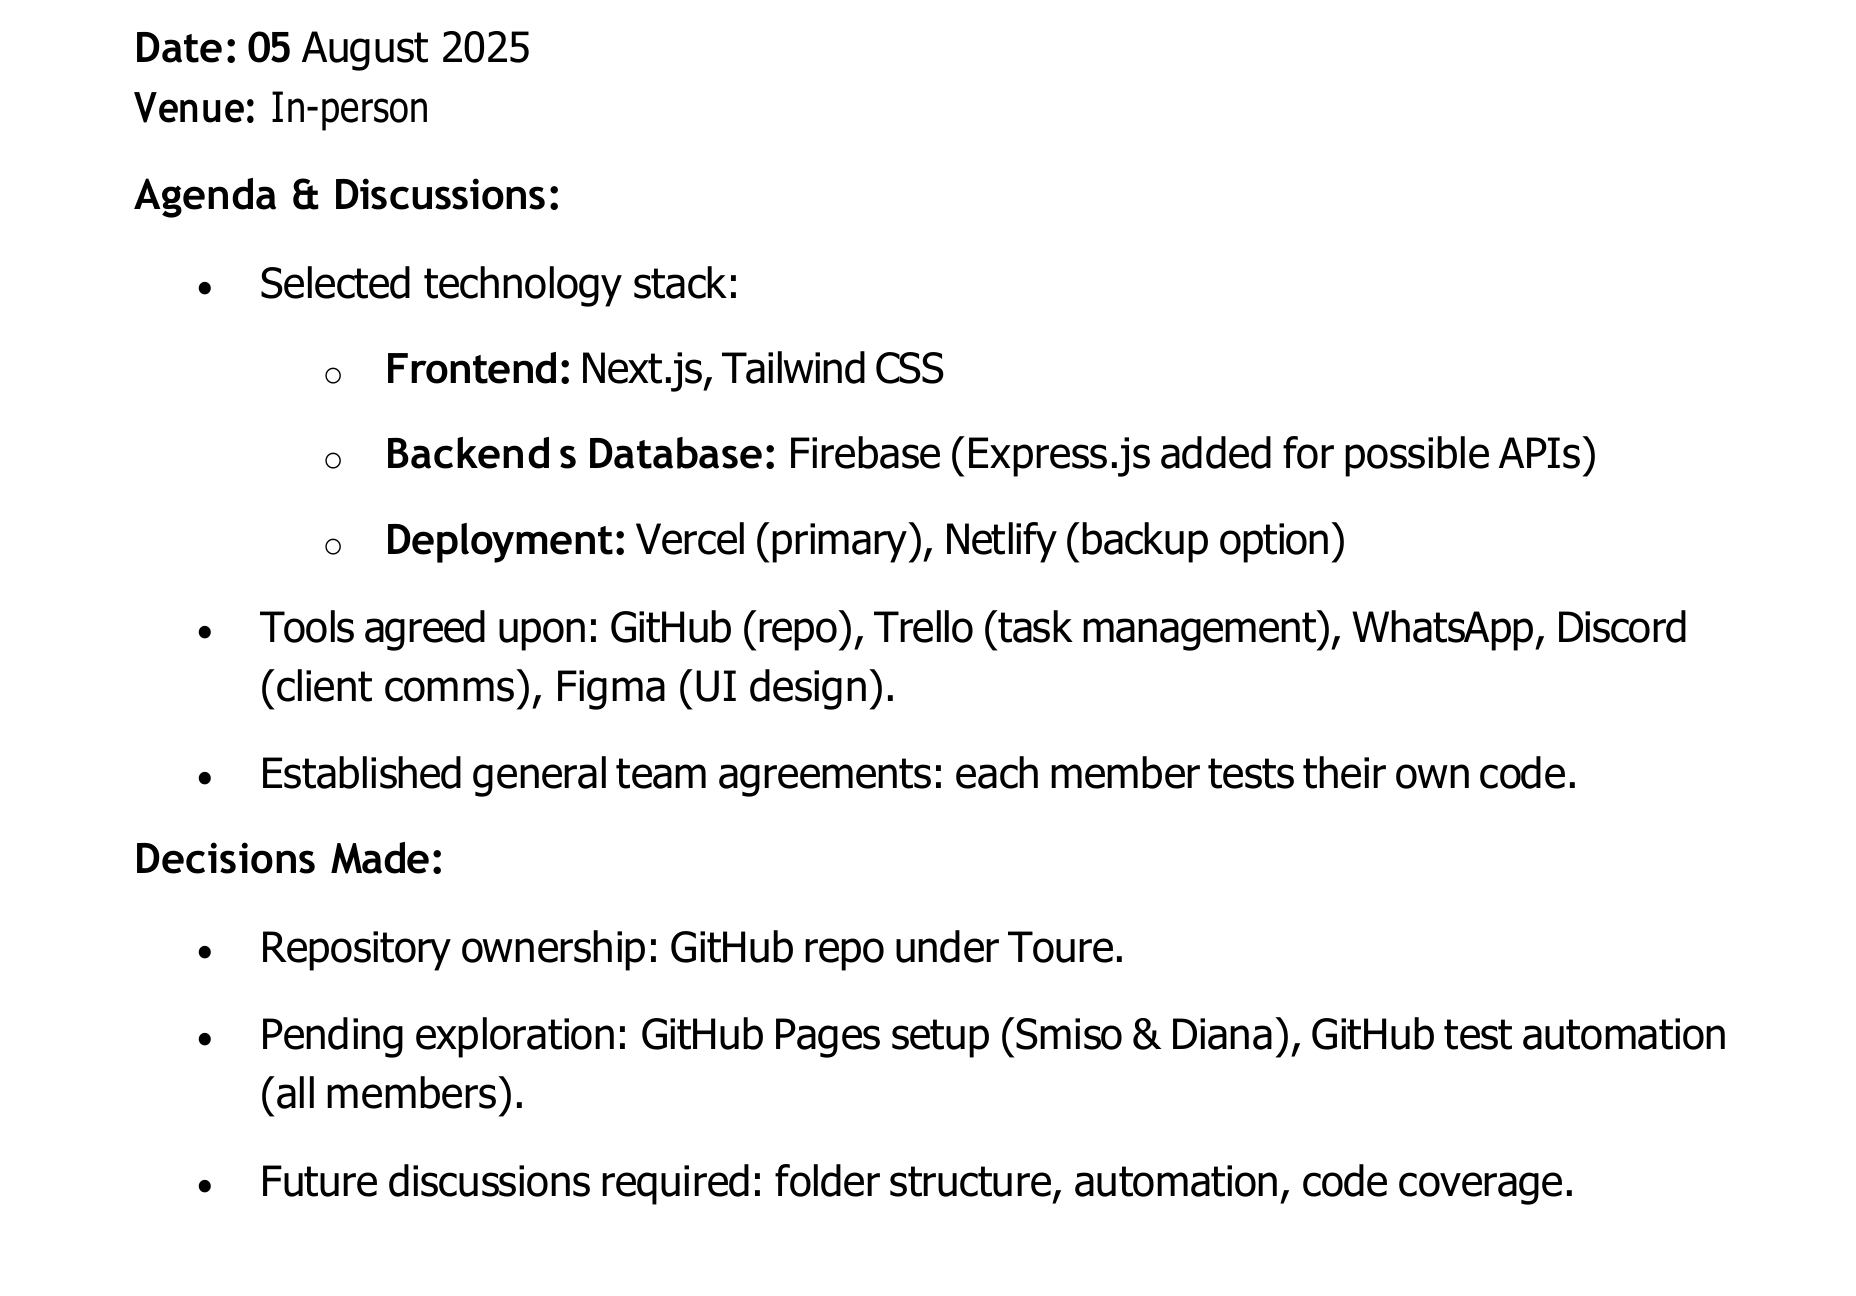 Date: 05 August 2025
Venue: In-person
Agenda & Discussions:
• Selected technology stack:
o Frontend: Next.js, Tailwind CSS
o Backend s Database: Firebase (Express.js added for possible APIs)
o Deployment: Vercel (primary), Netlify (backup option)
• Tools agreed upon: GitHub (repo), Trello (task management), WhatsApp, Discord
(client comms), Figma (UI design).
• Established general team agreements: each member tests their own code.
Decisions Made:
• Repository ownership: GitHub repo under Toure.
• Pending exploration: GitHub Pages setup (Smiso & Diana), GitHub test automation
(all members).
• Future discussions required: folder structure, automation, code coverage.